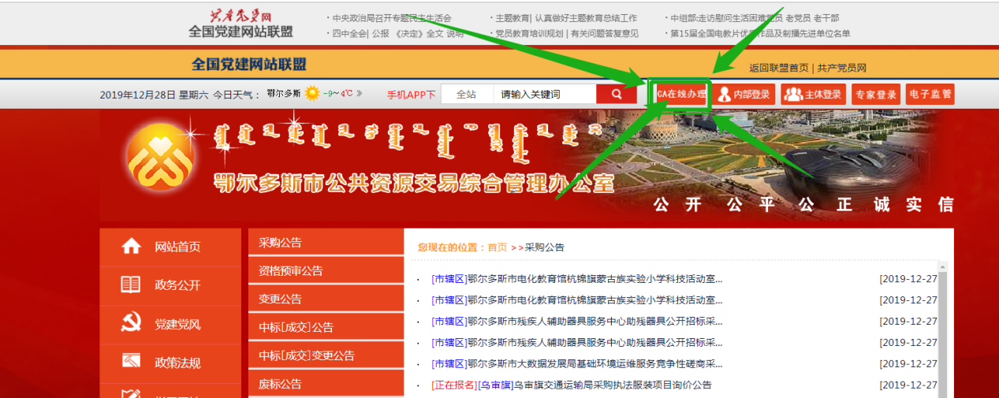 共产党员网
全国党建网站联盟
· 中央政治局召开专题民主生活会
· 主题教育| 认真做好主题教育总结工作
· 中组部:走访慰问生活困难党员 老党员 老干部
· 四中全会| 公报 《决定》全文 说明
· 党员教育培训规划 | 有关问题答复意见
· 第15届全国电教片优秀作品及制播先进单位名单
全国党建网站联盟
返回联盟首页 | 共产党员网
2019年12月28日 星期六 今日天气： 鄂尔多斯 -9~4℃
手机APP下
全站
请输入关键词
CA在线办理
内部登录
主体登录
专家登录
电子监管
鄂尔多斯市公共资源交易综合管理办公室
公开 公平 公正 诚实信
网站首页
政务公开
党建党风
政策法规
采购公告
资格预审公告
变更公告
中标[成交]公告
中标[成交]变更公告
废标公告
您现在的位置：首页 >>采购公告
· [市辖区]鄂尔多斯市电化教育馆杭锦旗蒙古族实验小学科技活动室... [2019-12-27
· [市辖区]鄂尔多斯市电化教育馆杭锦旗蒙古族实验小学科技活动室... [2019-12-27
· [市辖区]鄂尔多斯市残疾人辅助器具服务中心助残器具公开招标采... [2019-12-27
· [市辖区]鄂尔多斯市残疾人辅助器具服务中心助残器具公开招标采... [2019-12-27
· [市辖区]鄂尔多斯市大数据发展局基础环境运维服务竞争性磋商采... [2019-12-27
· [正在报名][乌审旗]乌审旗交通运输局采购执法服装项目询价公告 [2019-12-27